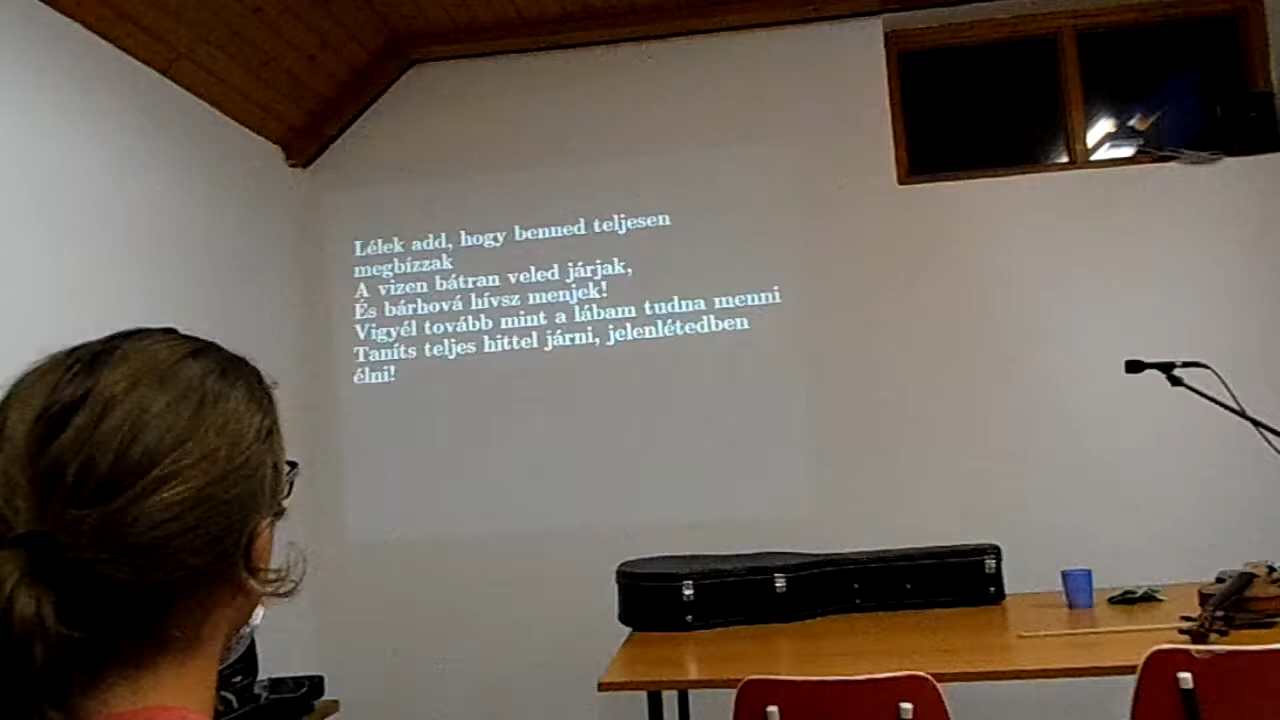 Lélek add, hogy benned teljesen
megbízzak
A vizen bátran veled járjak,
És bárhová hívsz menjek!
Vigyél tovább mint a lábam tudna menni
Taníts teljes hittel járni, jelenlétedben
élni!